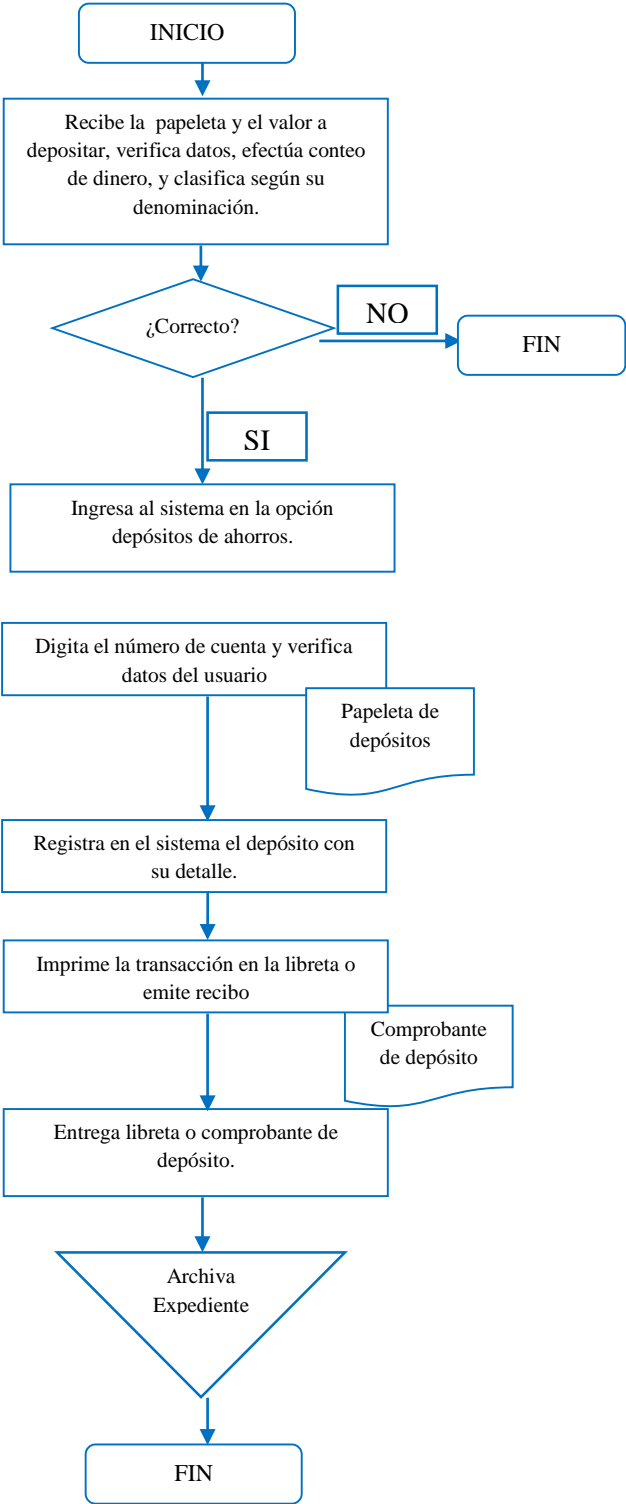 INICIO
Recibe la papeleta y el valor a
depositar, verifica datos, efectúa conteo
de dinero, y clasifica según su
denominación.
¿Correcto?
NO
FIN
SI
Ingresa al sistema en la opción
depósitos de ahorros.
Digita el número de cuenta y verifica
datos del usuario
Papeleta de
depósitos
Registra en el sistema el depósito con
su detalle.
Imprime la transacción en la libreta o
emite recibo
Comprobante
de depósito
Entrega libreta o comprobante de
depósito.
Archiva
Expediente
FIN